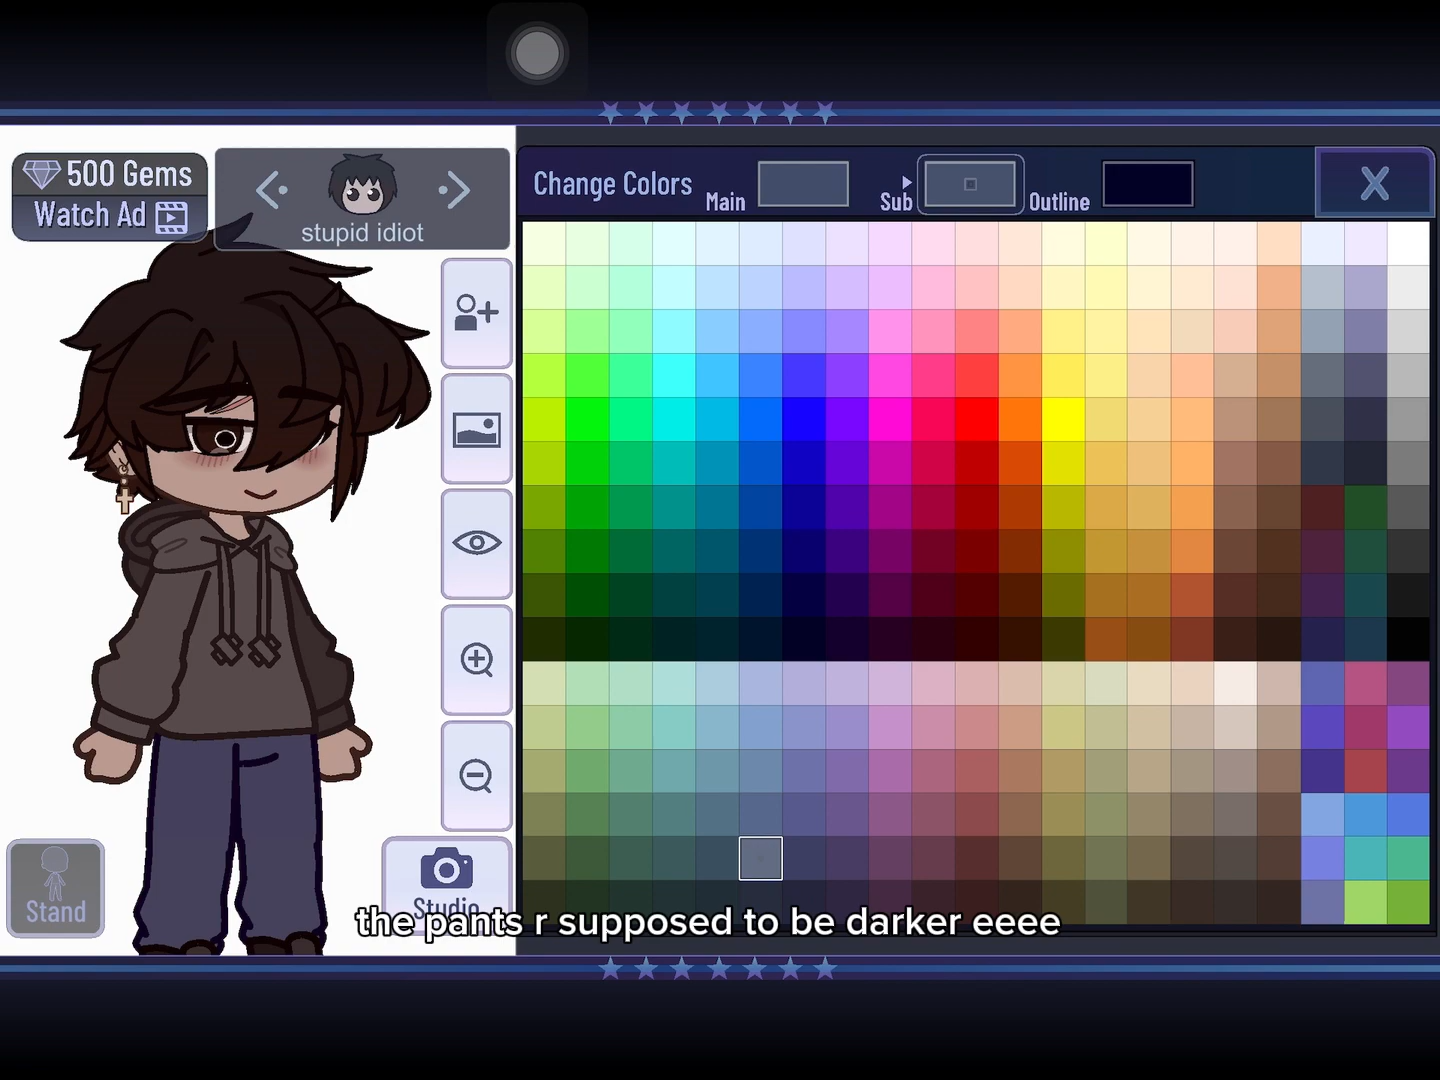 500 Gems
Watch Ad
stupid idiot
Change Colors
Main
Sub
Outline
X
Stand
Studio
the pants r supposed to be darker eeee